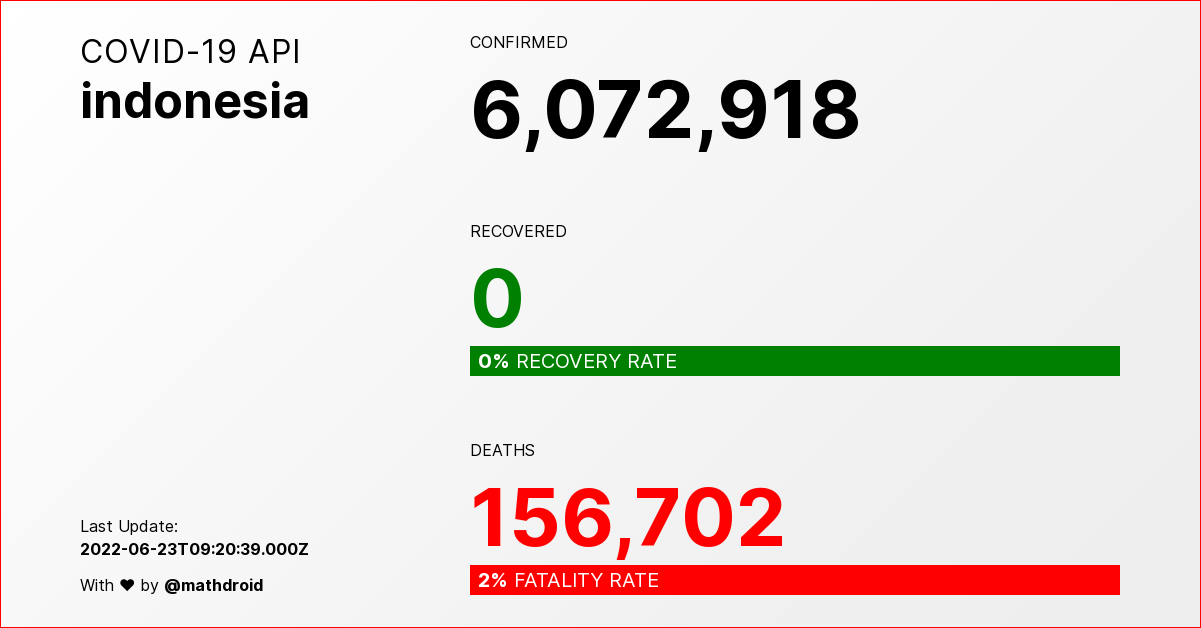 COVID-19 API
indonesia
CONFIRMED
6,072,918
RECOVERED
0
0% RECOVERY RATE
DEATHS
156,702
2% FATALITY RATE
Last Update:
2022-06-23T09:20:39.000Z
With ♥ by @mathdroid